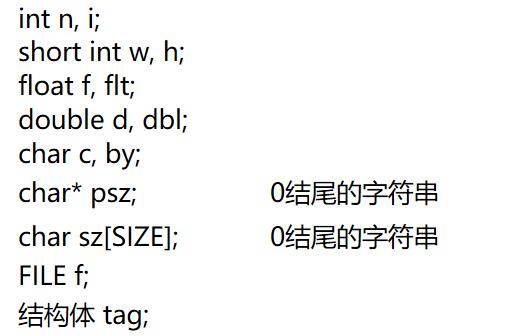 int n, i;
short int w, h;
float f, flt;
double d, dbl;
char c, by;
char* psz; 0结尾的字符串
char sz[SIZE]; 0结尾的字符串
FILE f;
结构体 tag;